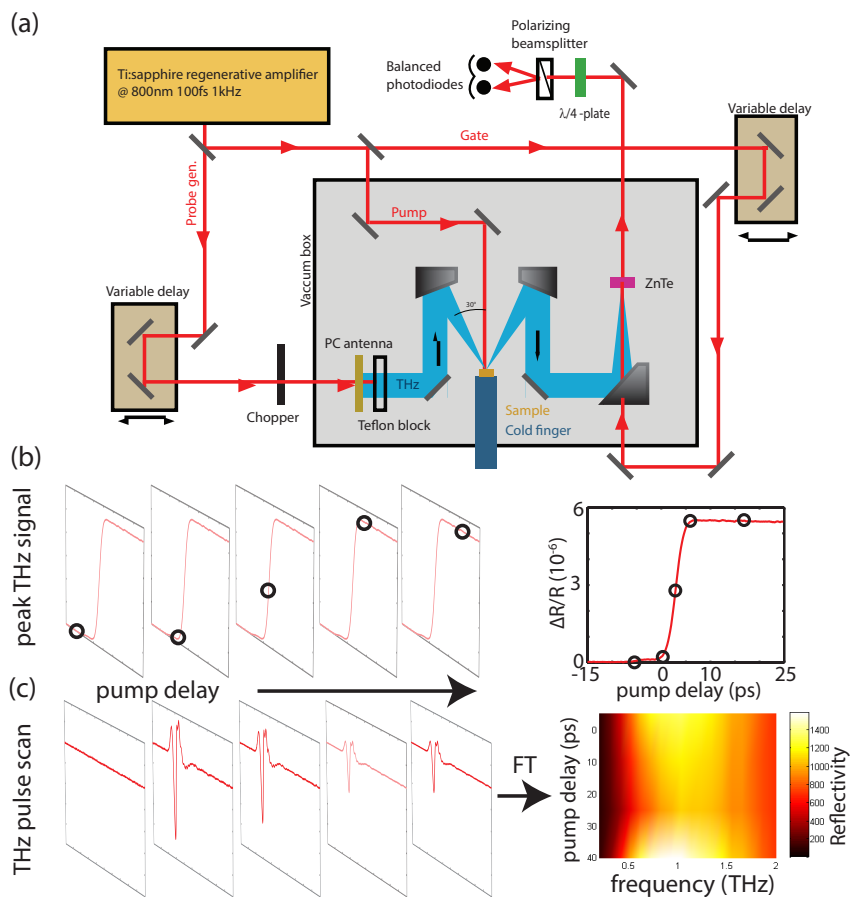 (a)
Ti:sapphire regenerative amplifier
@ 800nm 100fs 1kHz
Polarizing
beamsplitter
Balanced
photodiodes
λ/4 -plate
Variable delay
Gate
Probe gen.
Pump
Vaccum box
30°
ZnTe
Variable delay
PC antenna
THz
Chopper
Teflon block
Sample
Cold finger
(b)
peak THz signal
pump delay
ΔR/R (10⁻⁶)
6
3
0
-15
0
10
25
pump delay (ps)
(c)
THz pulse scan
FT
pump delay (ps)
0
10
20
30
40
0.5
1
1.5
2
frequency (THz)
1400
1200
1000
800
600
400
200
Reflectivity